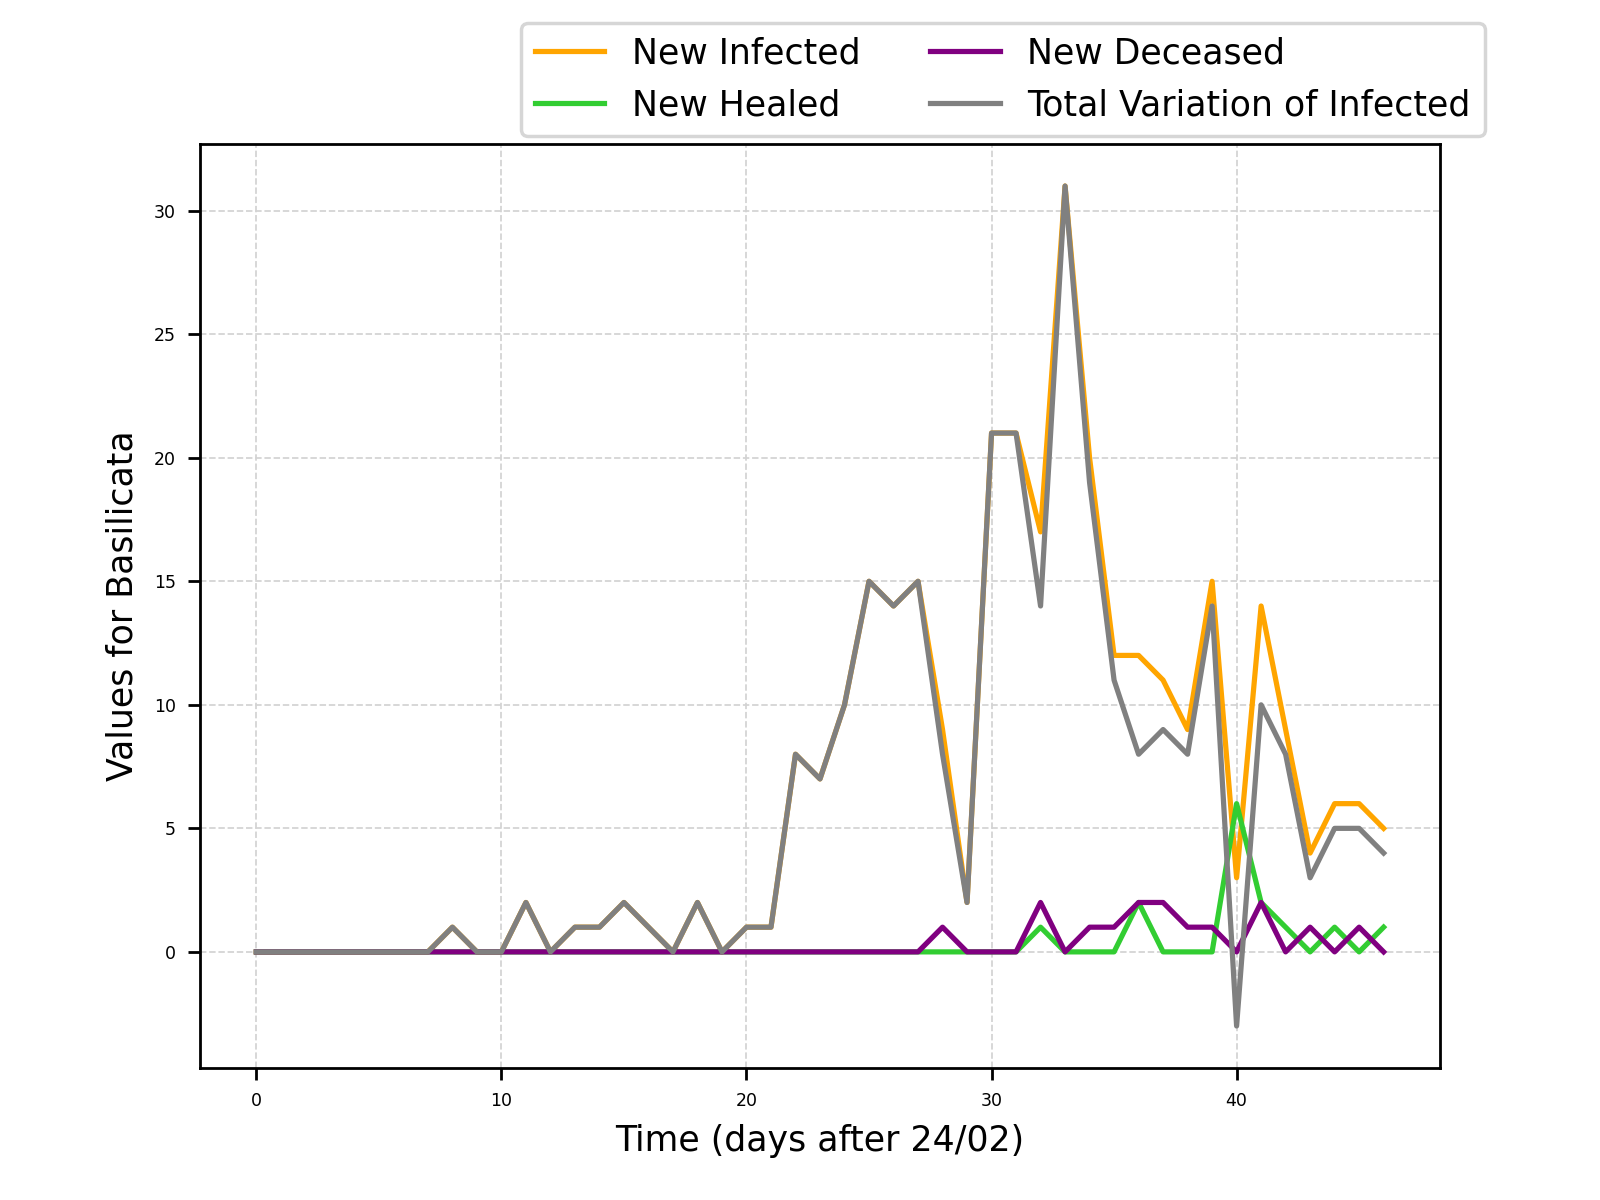 New Infected
New Healed
New Deceased
Total Variation of Infected
30
25
20
15
10
5
0
Values for Basilicata
0 10 20 30 40
Time (days after 24/02)